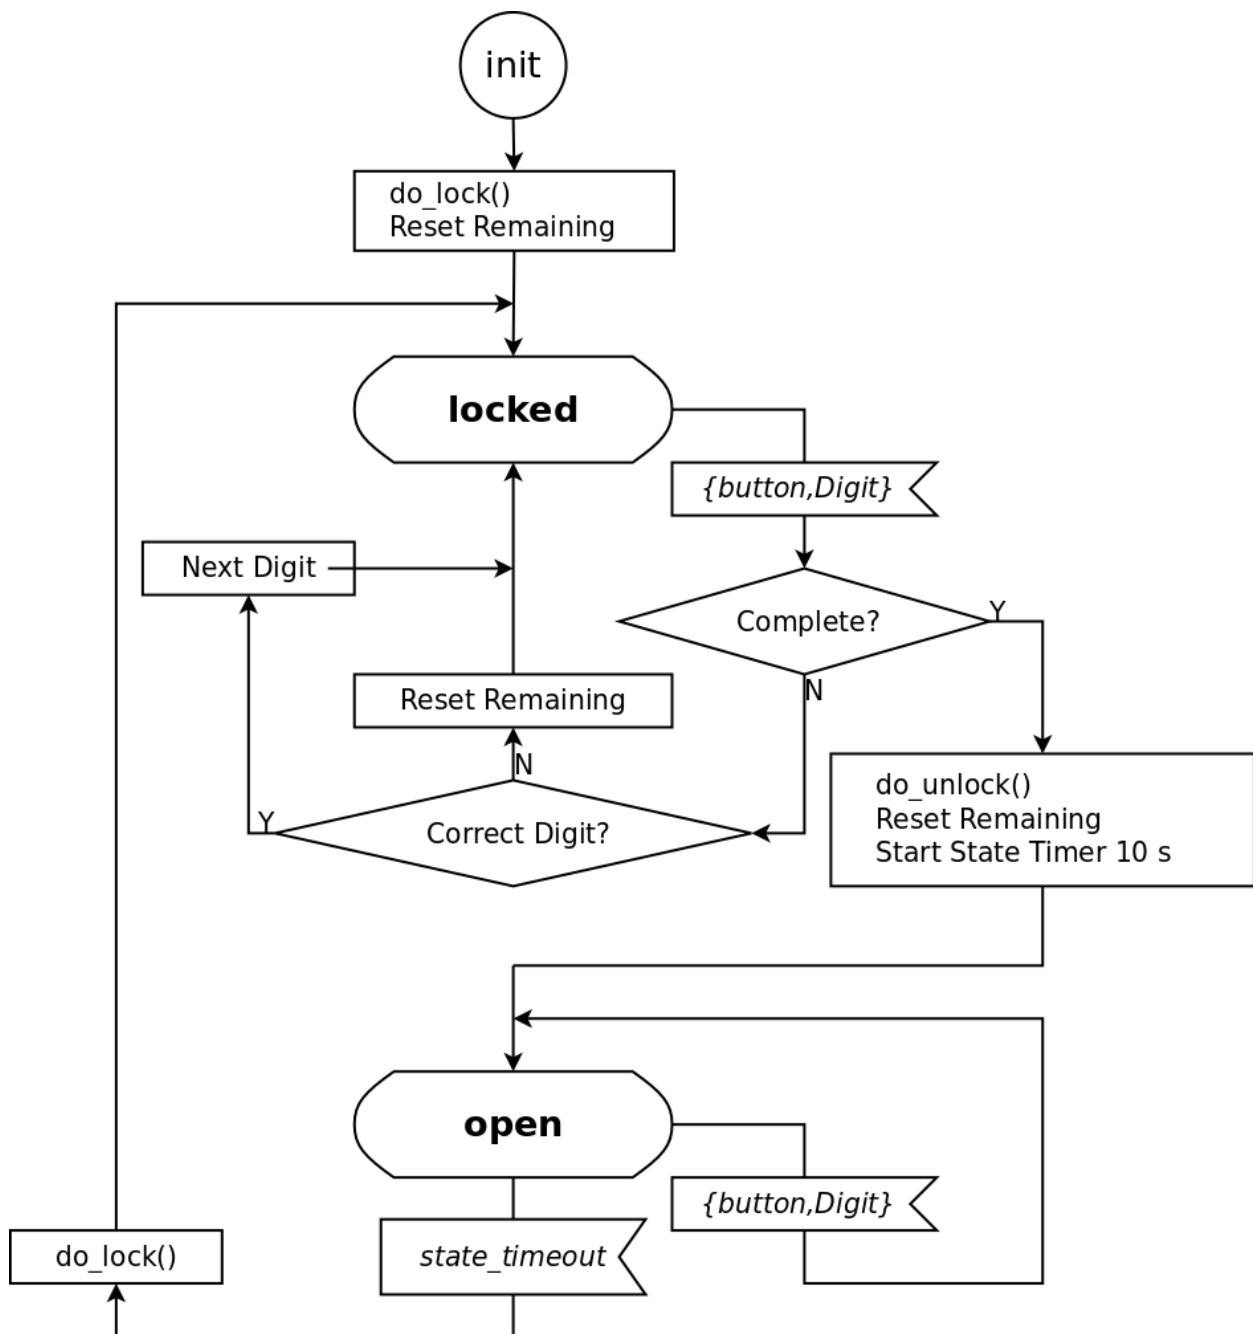 init
do_lock()
Reset Remaining
locked
{button,Digit}
Next Digit
Complete?
Y
N
Reset Remaining
N
Y
Correct Digit?
do_unlock()
Reset Remaining
Start State Timer 10 s
open
{button,Digit}
do_lock()
state_timeout